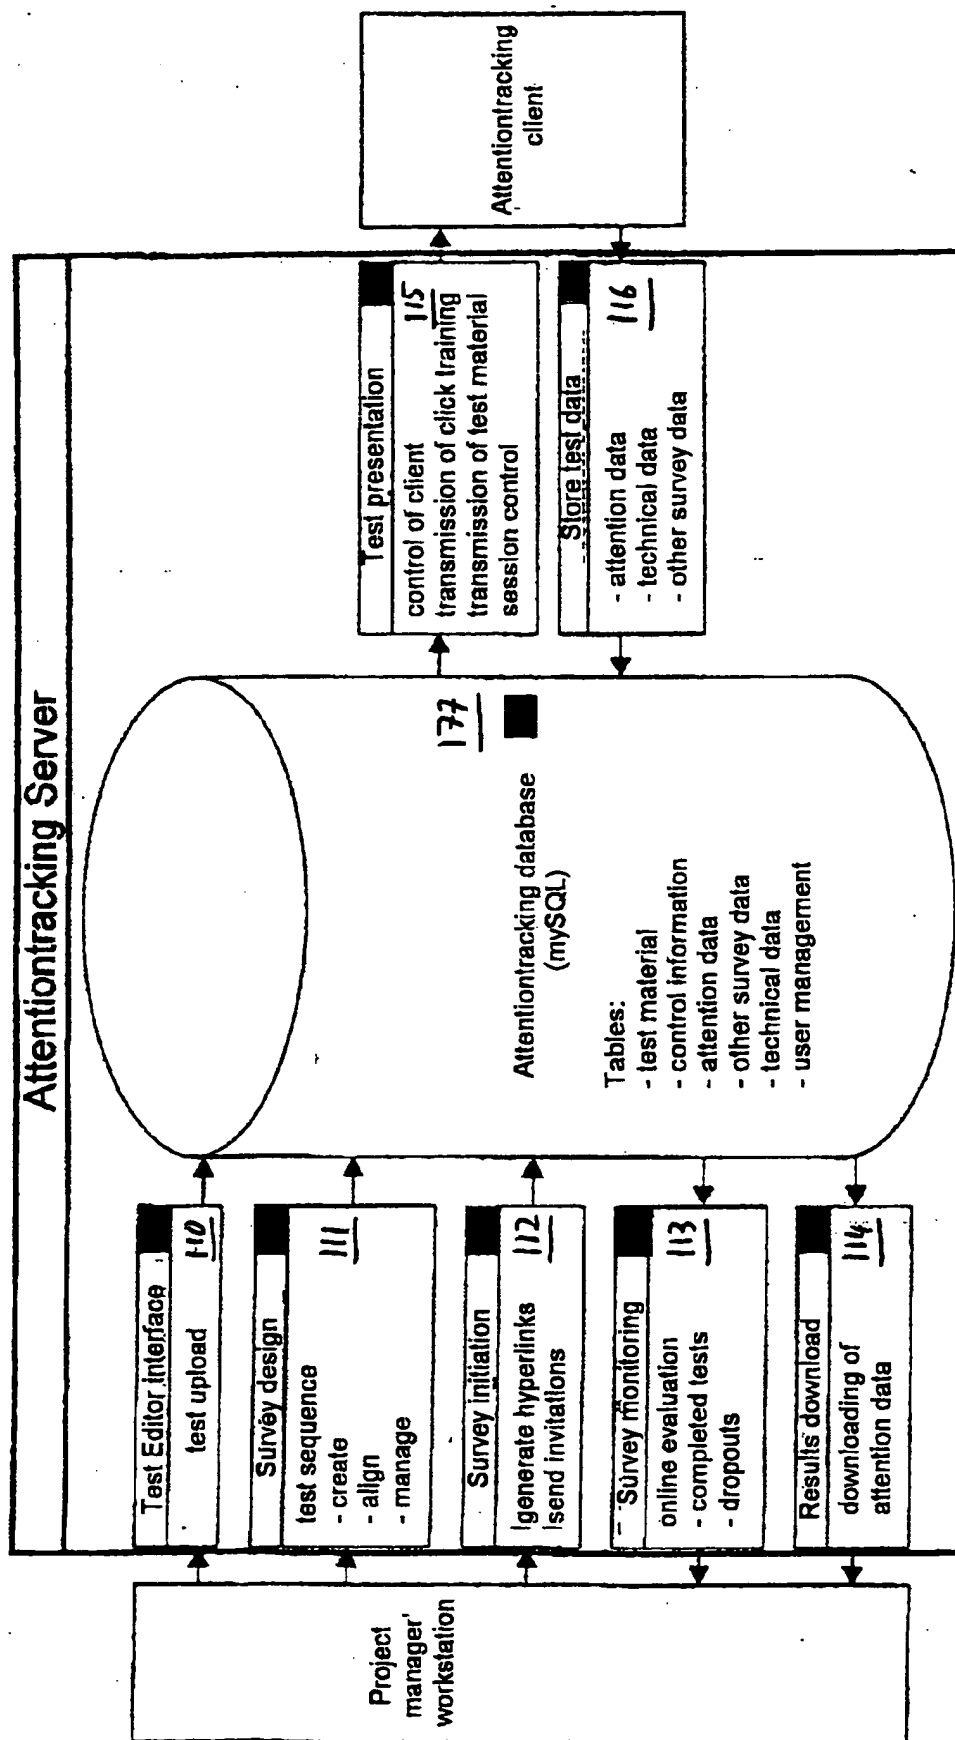 Attentiontracking Server
Project
manager'
workstation
Test Editor interface
110
test upload
Survey design
111
test sequence
- create
- align
- manage
Survey initiation
112
generate hyperlinks
send invitations
Survey monitoring
113
online evaluation
- completed tests
- dropouts
Results download
114
downloading of
attention data
177
Attentiontracking database
(mySQL)
Tables:
- test material
- control information
- attention data
- other survey data
- technical data
- user management
Test presentation
115
control of client
transmission of click training
transmission of test material
session control
Store test data
116
- attention data
- technical data
- other survey data
Attentiontracking
client